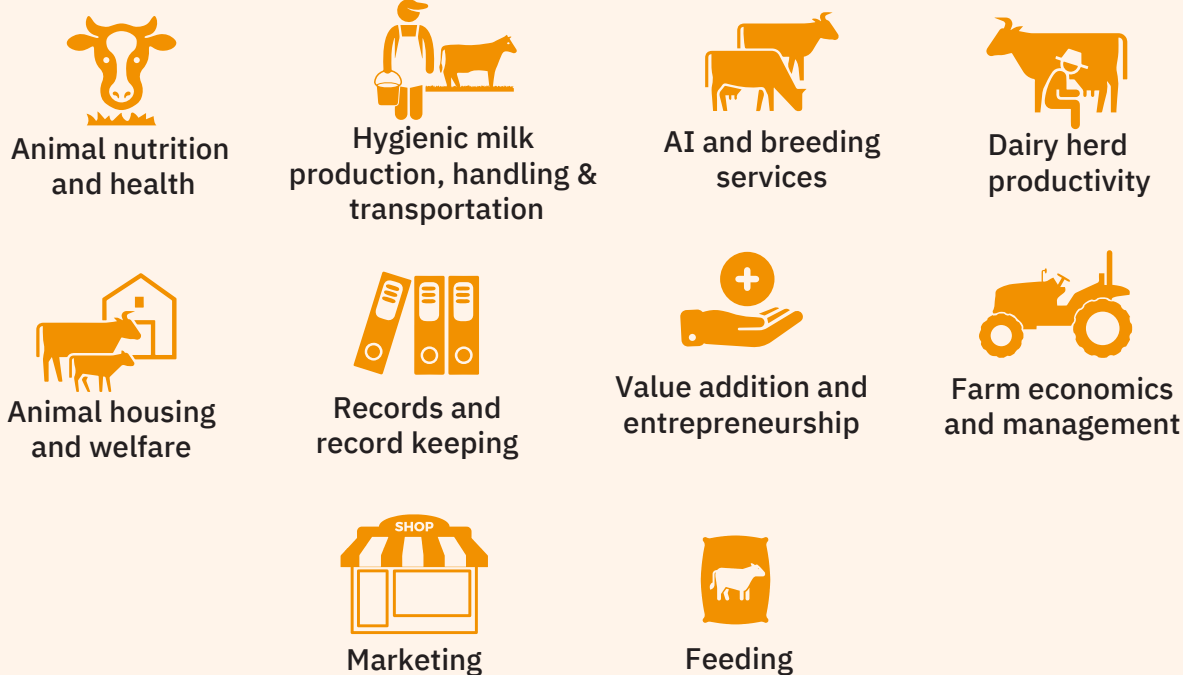 Animal nutrition
and health
Hygienic milk
production, handling &
transportation
AI and breeding
services
Dairy herd
productivity
Animal housing
and welfare
Records and
record keeping
Value addition and
entrepreneurship
Farm economics
and management
SHOP
Marketing
Feeding